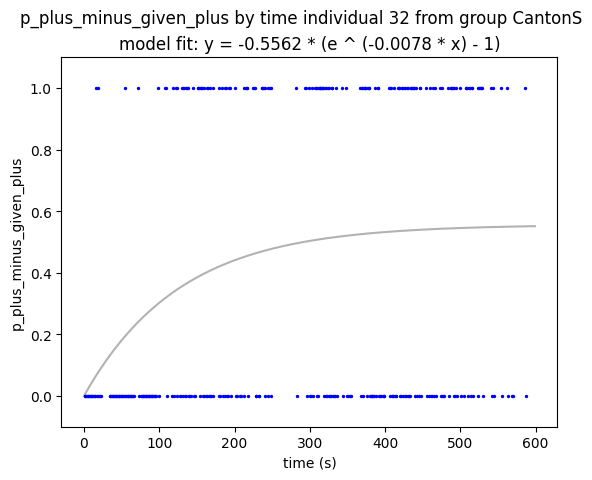 p_plus_minus_given_plus by time individual 32 from group CantonS
model fit: y = -0.5562 * (e ^ (-0.0078 * x) - 1)
1.0
0.8
0.6
0.4
0.2
0.0
p_plus_minus_given_plus
0 100 200 300 400 500 600
time (s)